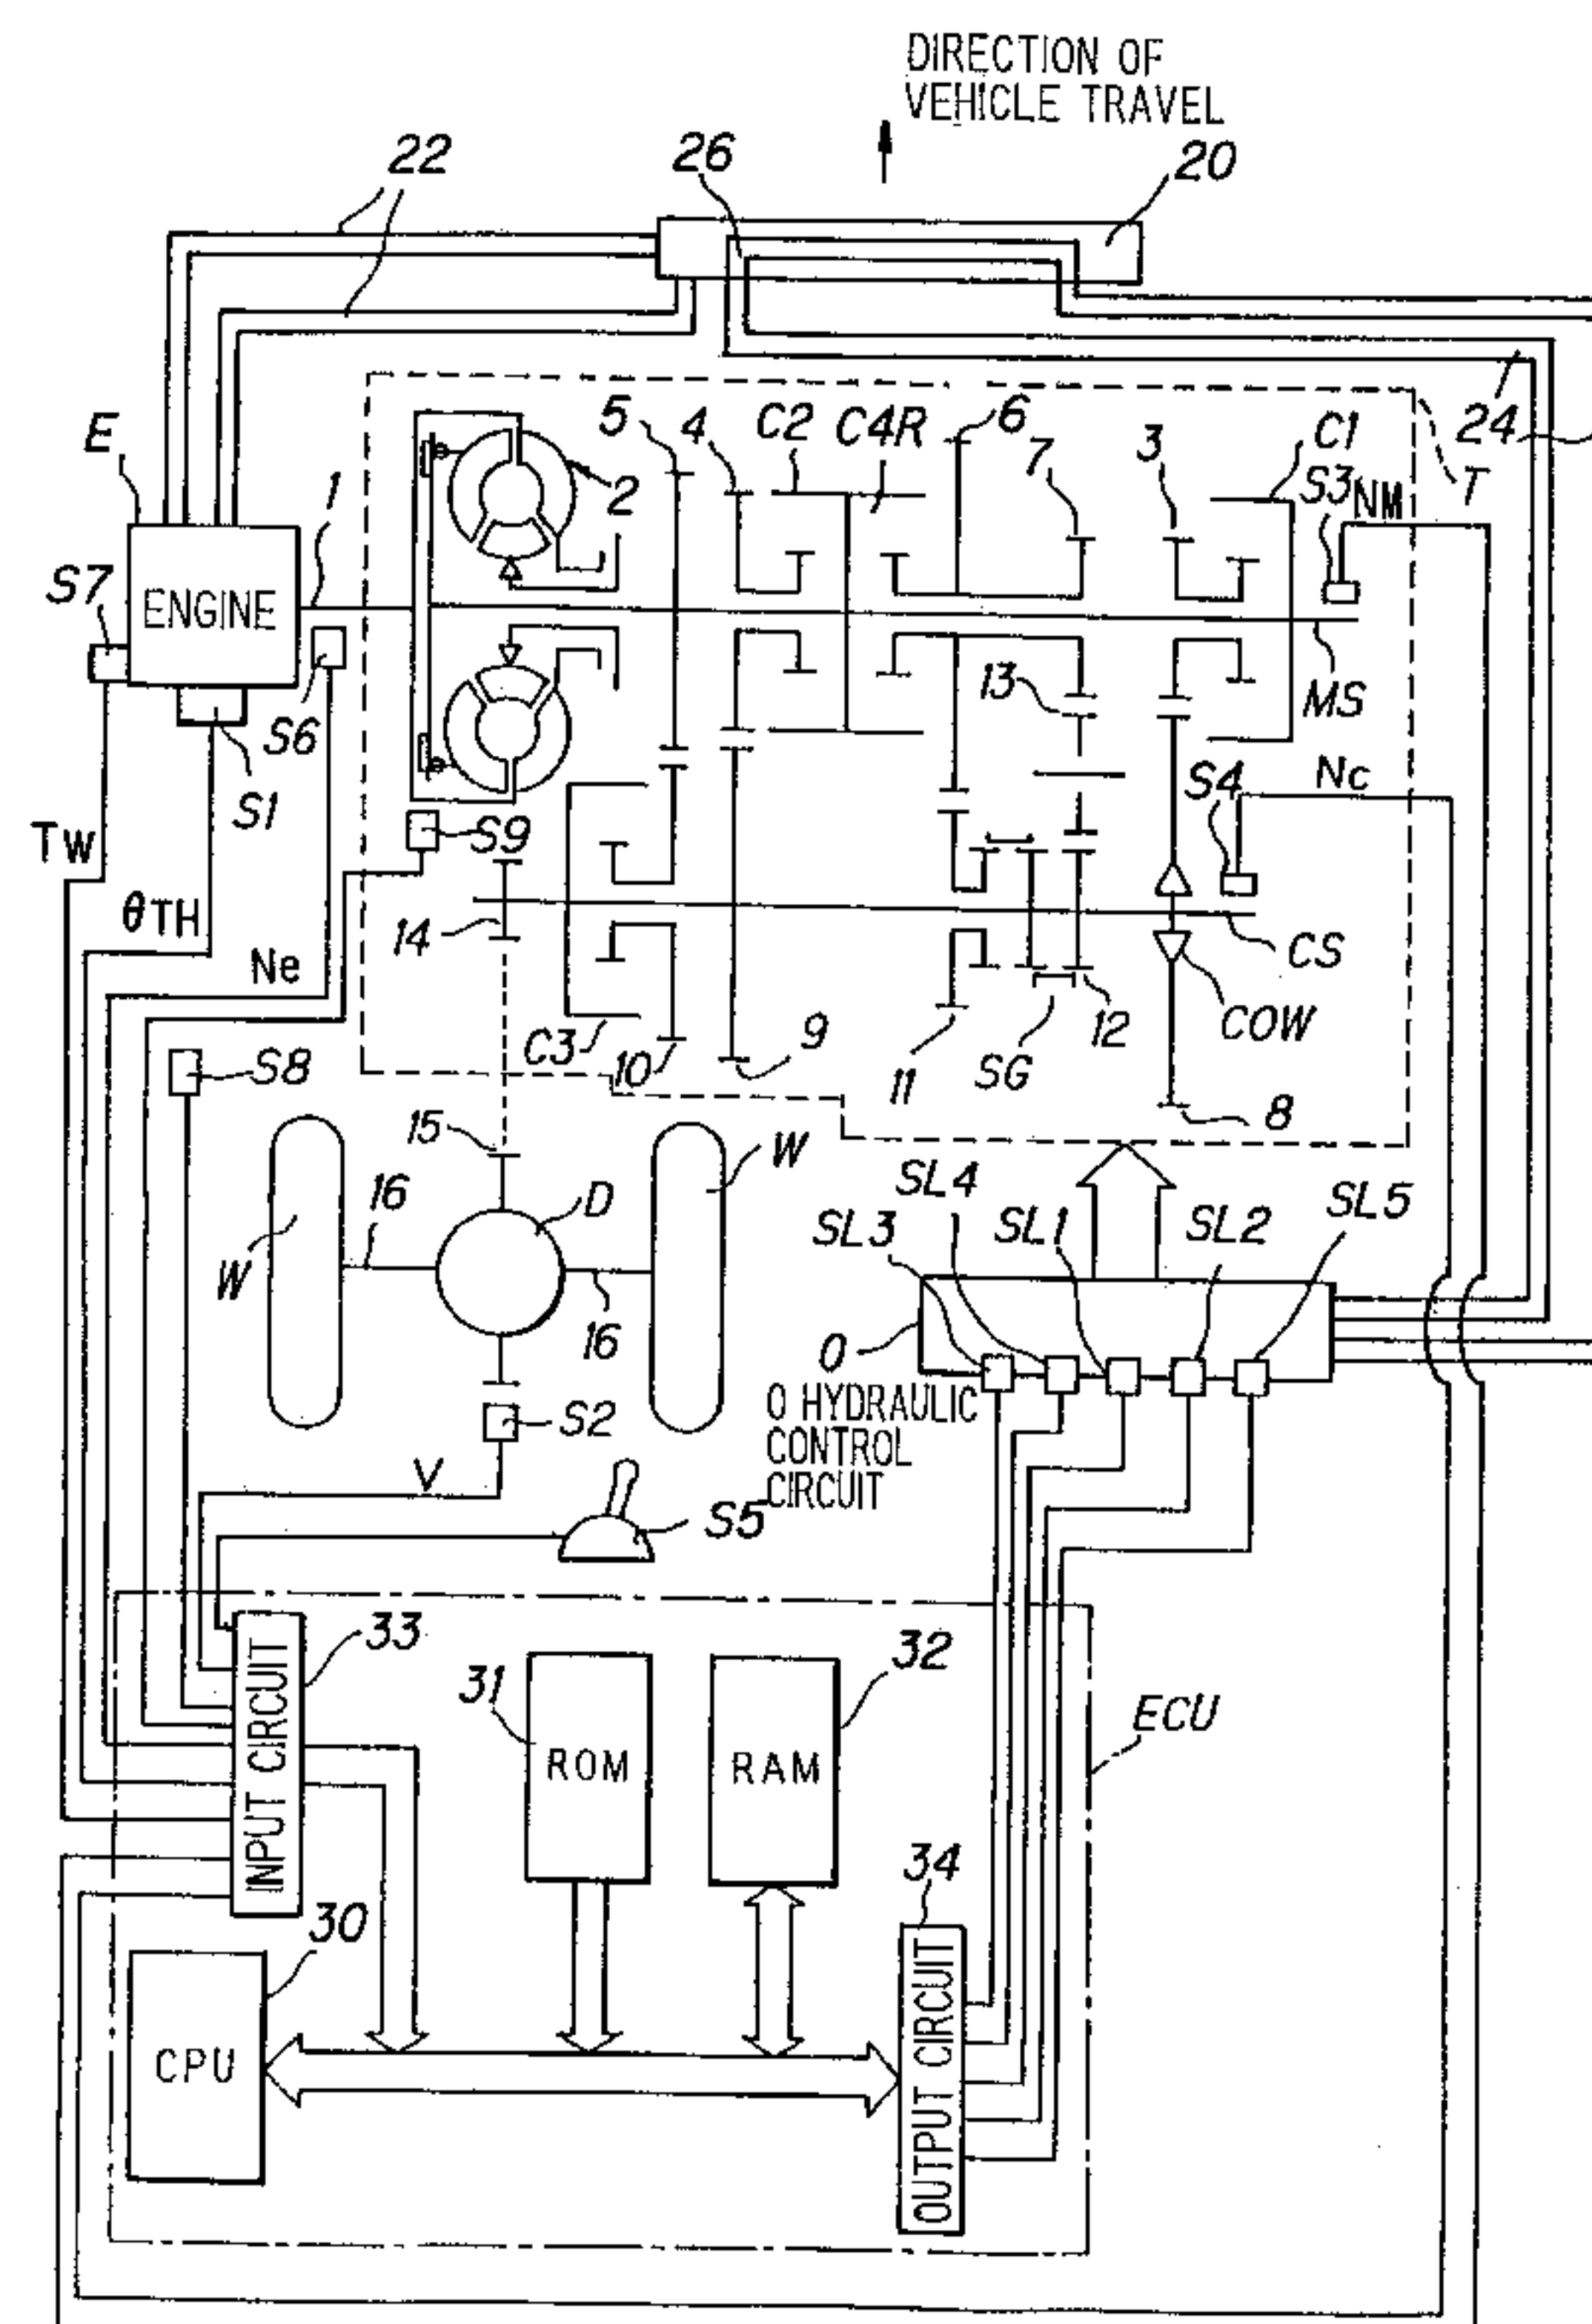 DIRECTION OF
VEHICLE TRAVEL
22
26
20
24
E
1
5
4
C2
C4R
6
7
3
C1
S3
NM
T
2
ENGINE
S7
S6
S1
13
MS
Nc
S4
Tw
θTH
S9
Ne
14
CS
COW
C3
10
9
11
SG
12
8
S8
15
W
D
W
16
16
SL4
SL3
SL1
SL2
SL5
O
O HYDRAULIC
CONTROL
CIRCUIT
S2
V
S5
33
31
32
ECU
INPUT CIRCUIT
ROM
RAM
34
30
CPU
OUTPUT CIRCUIT